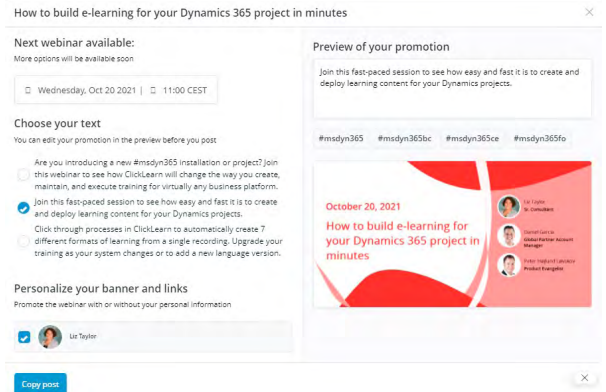 How to build e-learning for your Dynamics 365 project in minutes
Next webinar available:
More options will be available soon
Wednesday, Oct 20 2021 | 11:00 CEST
Choose your text
You can edit your promotion in the preview before you post
Are you introducing a new #msdyn365 installation or project? Join
this webinar to see how ClickLearn will change the way you create,
maintain, and execute training for virtually any business platform.
Join this fast-paced session to see how easy and fast it is to create
and deploy learning content for your Dynamics projects.
Click through processes in ClickLearn to automatically create 7
different formats of learning from a single recording. Upgrade your
training as your system changes or to add a new language version.
Personalize your banner and links
Promote the webinar with or without your personal information
Liz Taylor
Copy post
Preview of your promotion
Join this fast-paced session to see how easy and fast it is to create and
deploy learning content for your Dynamics projects.
#msdyn365 #msdyn365bc #msdyn365ce #msdyn365fo
October 20, 2021
How to build e-learning for
your Dynamics 365 project in
minutes
Liz Taylor
Sr. Consultant
Daniel Garcia
Global Partner Account
Manager
Peter Højlund
Product Evangelist